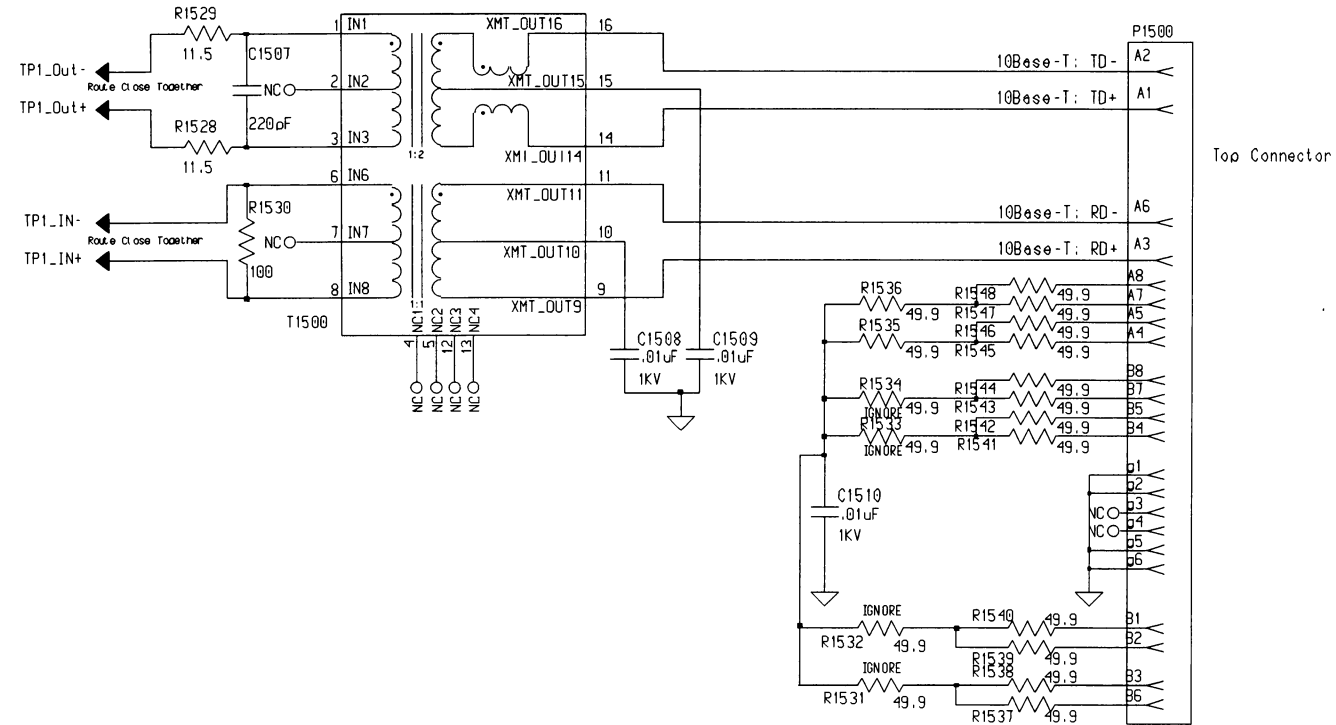 R1529
11.5
C1507
TP1_Out-
Route Close Together
TP1_Out+
R1528
220pF
11.5
NC
1 IN1
2 IN2
3 IN3
1:2
XMT_OUT16 16
XMT_OUT15 15
14
XMT_OUT14
6 IN6
R1530
TP1_IN-
Route Close Together
NC
7 IN7
TP1_IN+
100
8 IN8
1:1
11
XMT_OUT11
10
XMT_OUT10
9
XMT_OUT9
T1500
NC1
NC2
NC3
NC4
4
5
12
13
NC
NC
NC
NC
C1508
.01uF
1KV
C1509
.01uF
1KV
P1500
10Base-T: TD- A2
10Base-T: TD+ A1
Top Connector
10Base-T: RD- A6
10Base-T: RD+ A3
R1536
49.9
R1548
49.9
A8
R1547
49.9
A7
R1535
49.9
R1546
49.9
A5
R1545
49.9
A4
R1534
IGNORE
49.9
R1544
49.9
B8
R1543
49.9
B7
R1533
IGNORE
49.9
R1542
49.9
B5
R1541
49.9
B4
C1510
.01uF
1KV
g1
g2
NC
g3
NC
g4
g5
g6
IGNORE
R1532
49.9
R1540
49.9
B1
R1539
49.9
B2
IGNORE
R1531
49.9
R1538
49.9
B3
R1537
49.9
B6